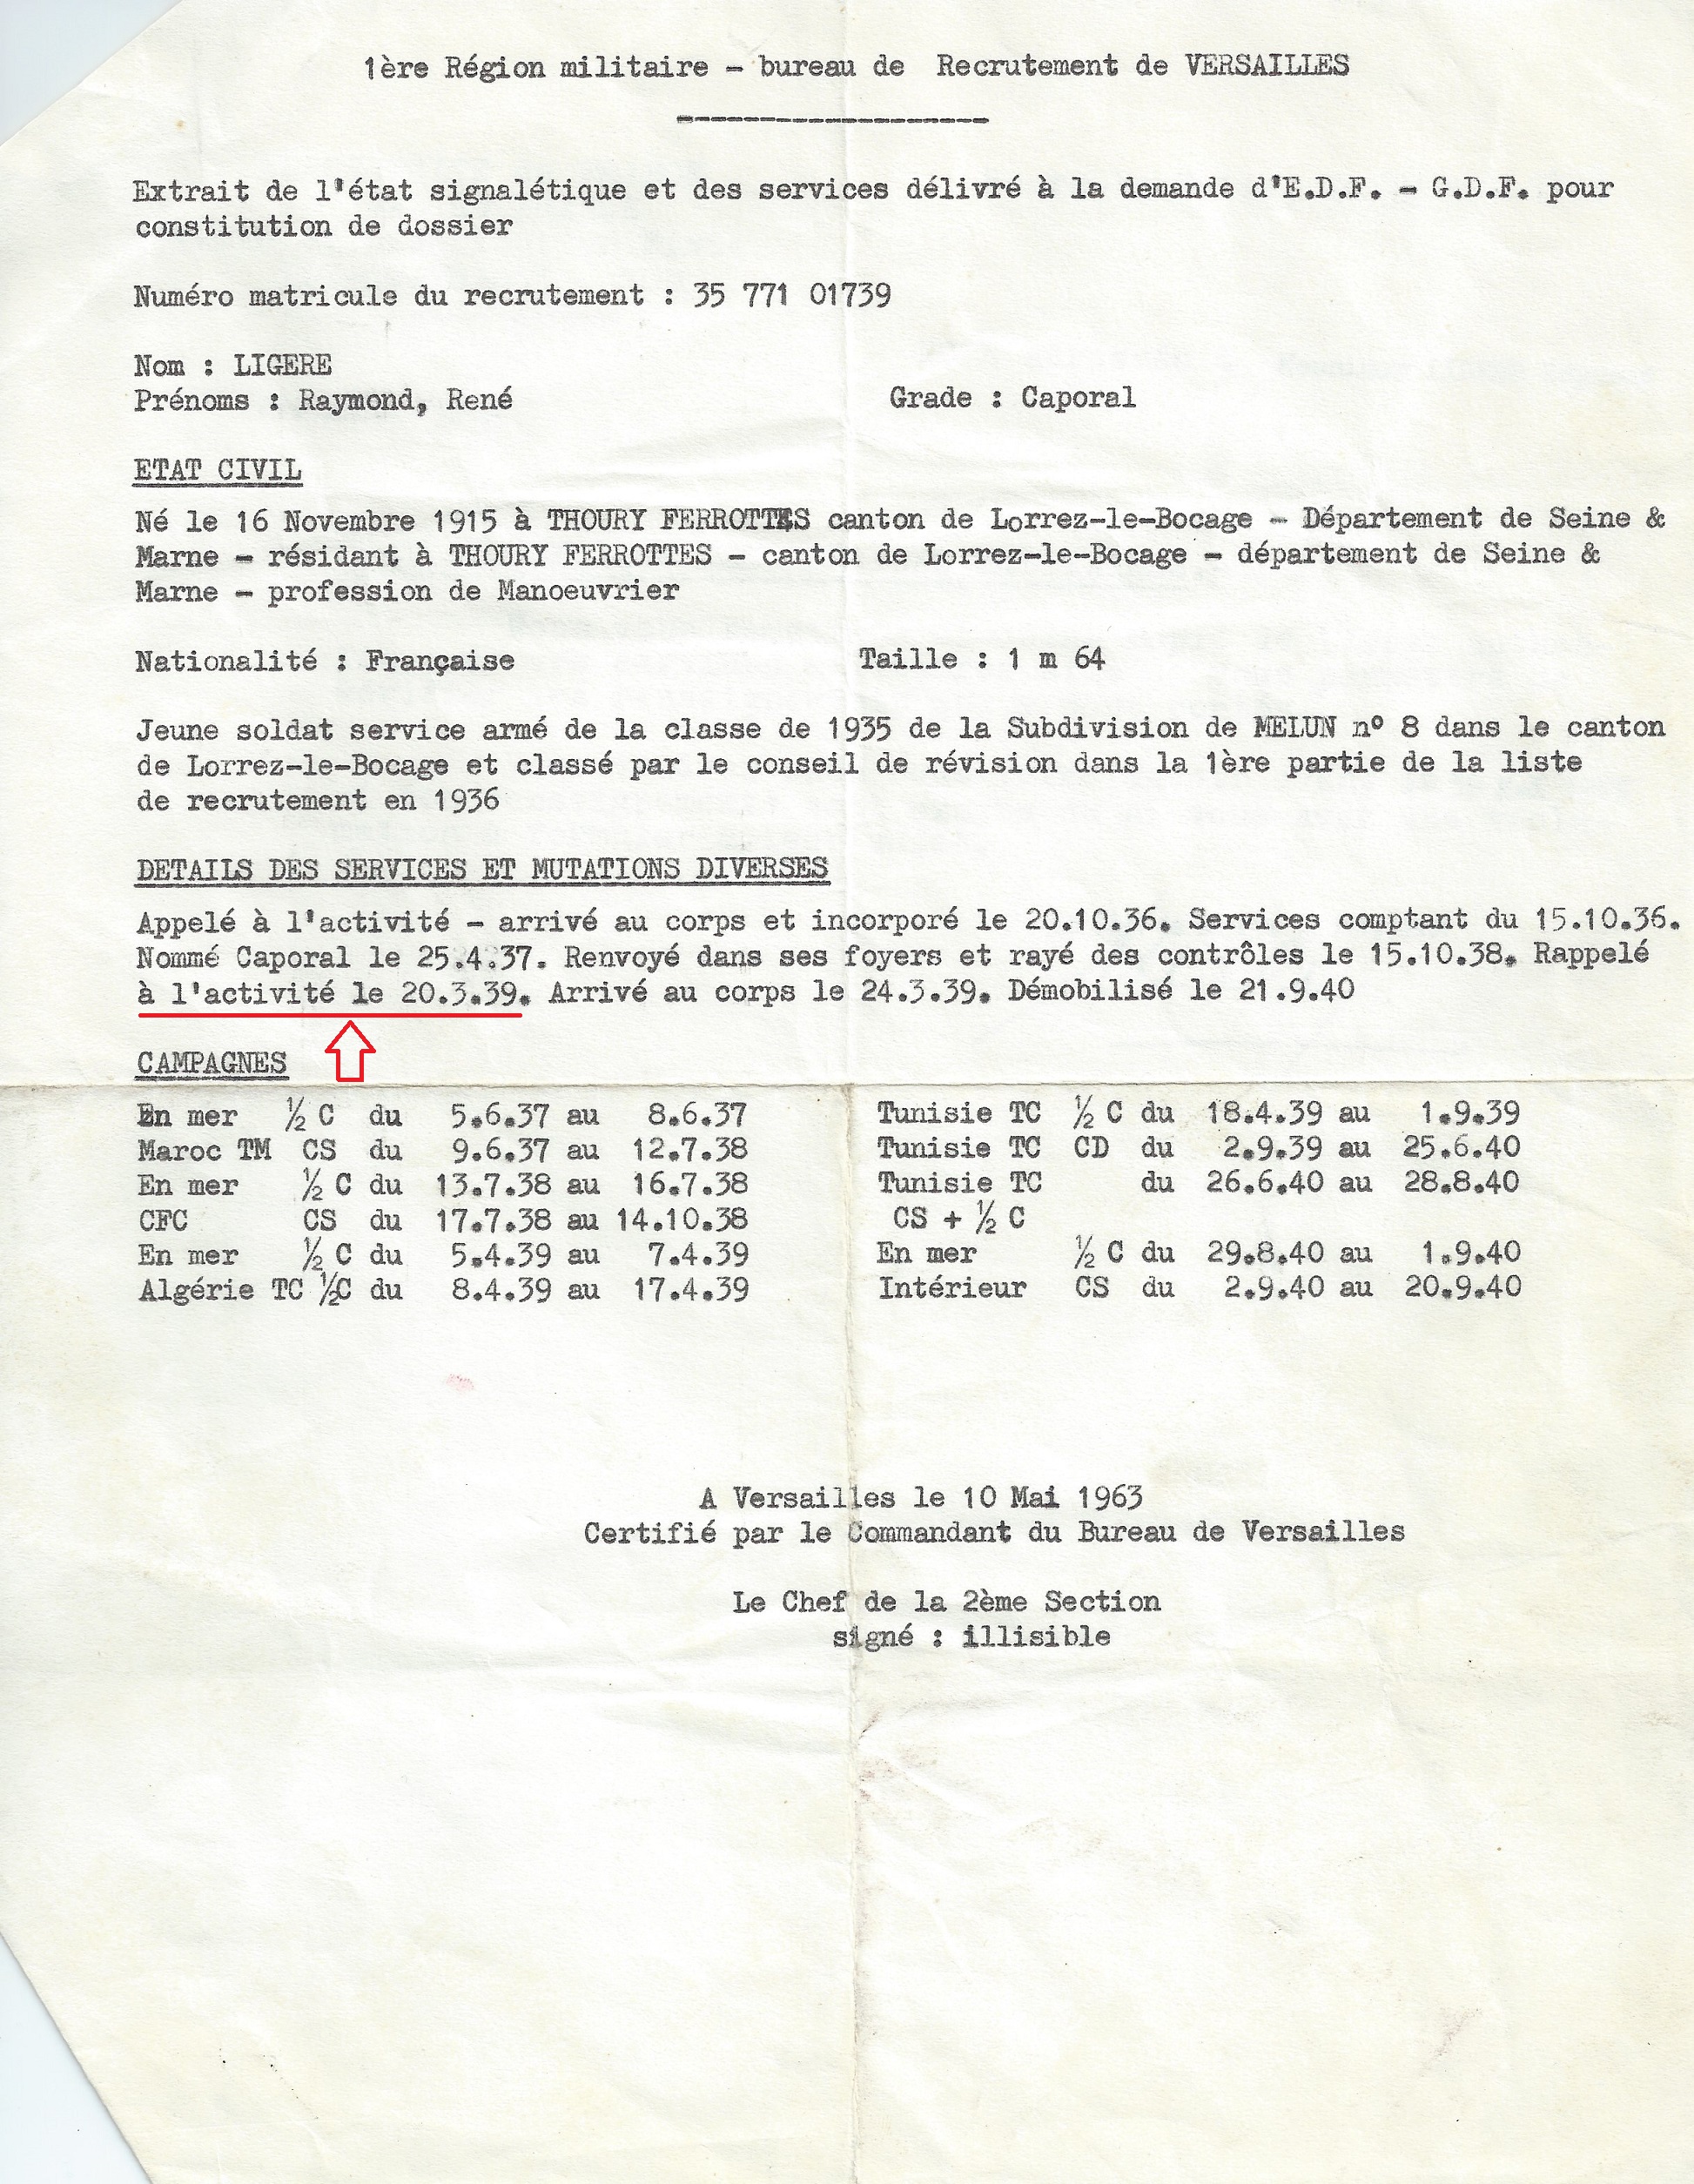 1ère Région militaire - bureau de Recrutement de VERSAILLES
Extrait de l'état signalétique et des services délivré à la demande d'E.D.F. - G.D.F. pour
constitution de dossier
Numéro matricule du recrutement : 35 771 01739
Nom : LIGERE
Prénoms : Raymond, René Grade : Caporal
ETAT CIVIL
Né le 16 Novembre 1915 à THOURY FERROTTES canton de Lorrez-le-Bocage - Département de Seine &
Marne - résidant à THOURY FERROTTES - canton de Lorrez-le-Bocage - département de Seine &
Marne - profession de Manoeuvrier
Nationalité : Française Taille : 1 m 64
Jeune soldat service armé de la classe de 1935 de la Subdivision de MELUN n° 8 dans le canton
de Lorrez-le-Bocage et classé par le conseil de révision dans la 1ère partie de la liste
de recrutement en 1936
DETAILS DES SERVICES ET MUTATIONS DIVERSES
Appelé à l'activité - arrivé au corps et incorporé le 20.10.36. Services comptant du 15.10.36.
Nommé Caporal le 25.4.37. Renvoyé dans ses foyers et rayé des contrôles le 15.10.38. Rappelé
à l'activité le 20.3.39. Arrivé au corps le 24.3.39. Démobilisé le 21.9.40
CAMPAGNES
En mer ½ C du 5.6.37 au 8.6.37
Maroc TM CS du 9.6.37 au 12.7.38
En mer ½ C du 13.7.38 au 16.7.38
CFC CS du 17.7.38 au 14.10.38
En mer ½ C du 5.4.39 au 7.4.39
Algérie TC ½C du 8.4.39 au 17.4.39
Tunisie TC ½ C du 18.4.39 au 1.9.39
Tunisie TC CD du 2.9.39 au 25.6.40
Tunisie TC du 26.6.40 au 28.8.40
CS + ½ C
En mer ½ C du 29.8.40 au 1.9.40
Intérieur CS du 2.9.40 au 20.9.40
A Versailles le 10 Mai 1963
Certifié par le Commandant du Bureau de Versailles
Le Chef de la 2ème Section
signé : illisible